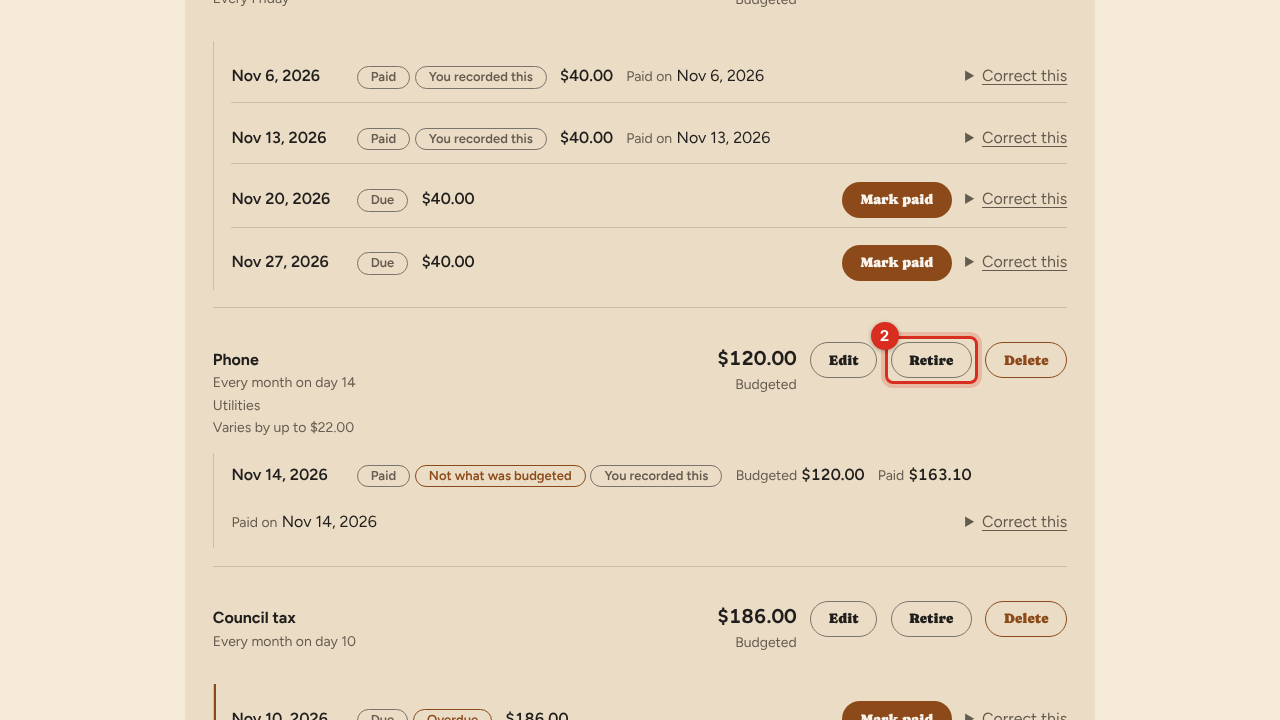 Every Friday
Budgeted
Nov 6, 2026 Paid You recorded this $40.00 Paid on Nov 6, 2026 Correct this
Nov 13, 2026 Paid You recorded this $40.00 Paid on Nov 13, 2026 Correct this
Nov 20, 2026 Due $40.00 Mark paid Correct this
Nov 27, 2026 Due $40.00 Mark paid Correct this
2
Phone $120.00 Edit Retire Delete
Every month on day 14 Budgeted
Utilities
Varies by up to $22.00
Nov 14, 2026 Paid Not what was budgeted You recorded this Budgeted $120.00 Paid $163.10
Paid on Nov 14, 2026 Correct this
Council tax $186.00 Edit Retire Delete
Every month on day 10 Budgeted
Nov 10, 2026 Due Overdue $186.00 Mark paid Correct this